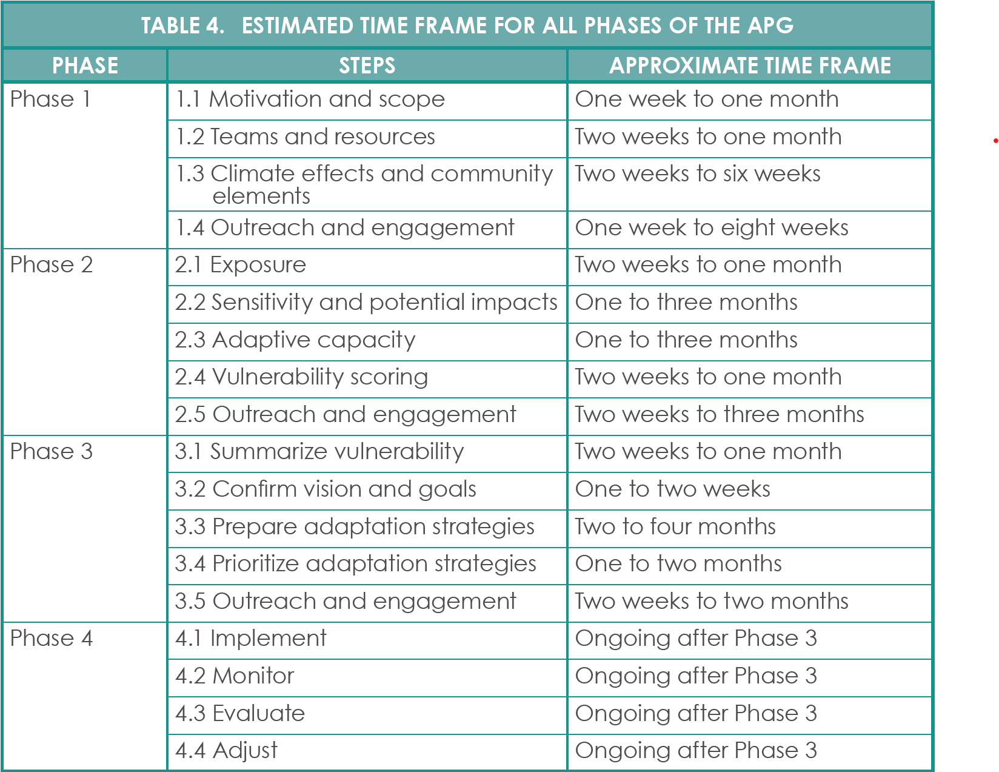 TABLE 4. ESTIMATED TIME FRAME FOR ALL PHASES OF THE APG
PHASE STEPS APPROXIMATE TIME FRAME
Phase 1 1.1 Motivation and scope One week to one month
1.2 Teams and resources Two weeks to one month
1.3 Climate effects and community Two weeks to six weeks
elements
1.4 Outreach and engagement One week to eight weeks
Phase 2 2.1 Exposure Two weeks to one month
2.2 Sensitivity and potential impacts One to three months
2.3 Adaptive capacity One to three months
2.4 Vulnerability scoring Two weeks to one month
2.5 Outreach and engagement Two weeks to three months
Phase 3 3.1 Summarize vulnerability Two weeks to one month
3.2 Confirm vision and goals One to two weeks
3.3 Prepare adaptation strategies Two to four months
3.4 Prioritize adaptation strategies One to two months
3.5 Outreach and engagement Two weeks to two months
Phase 4 4.1 Implement Ongoing after Phase 3
4.2 Monitor Ongoing after Phase 3
4.3 Evaluate Ongoing after Phase 3
4.4 Adjust Ongoing after Phase 3